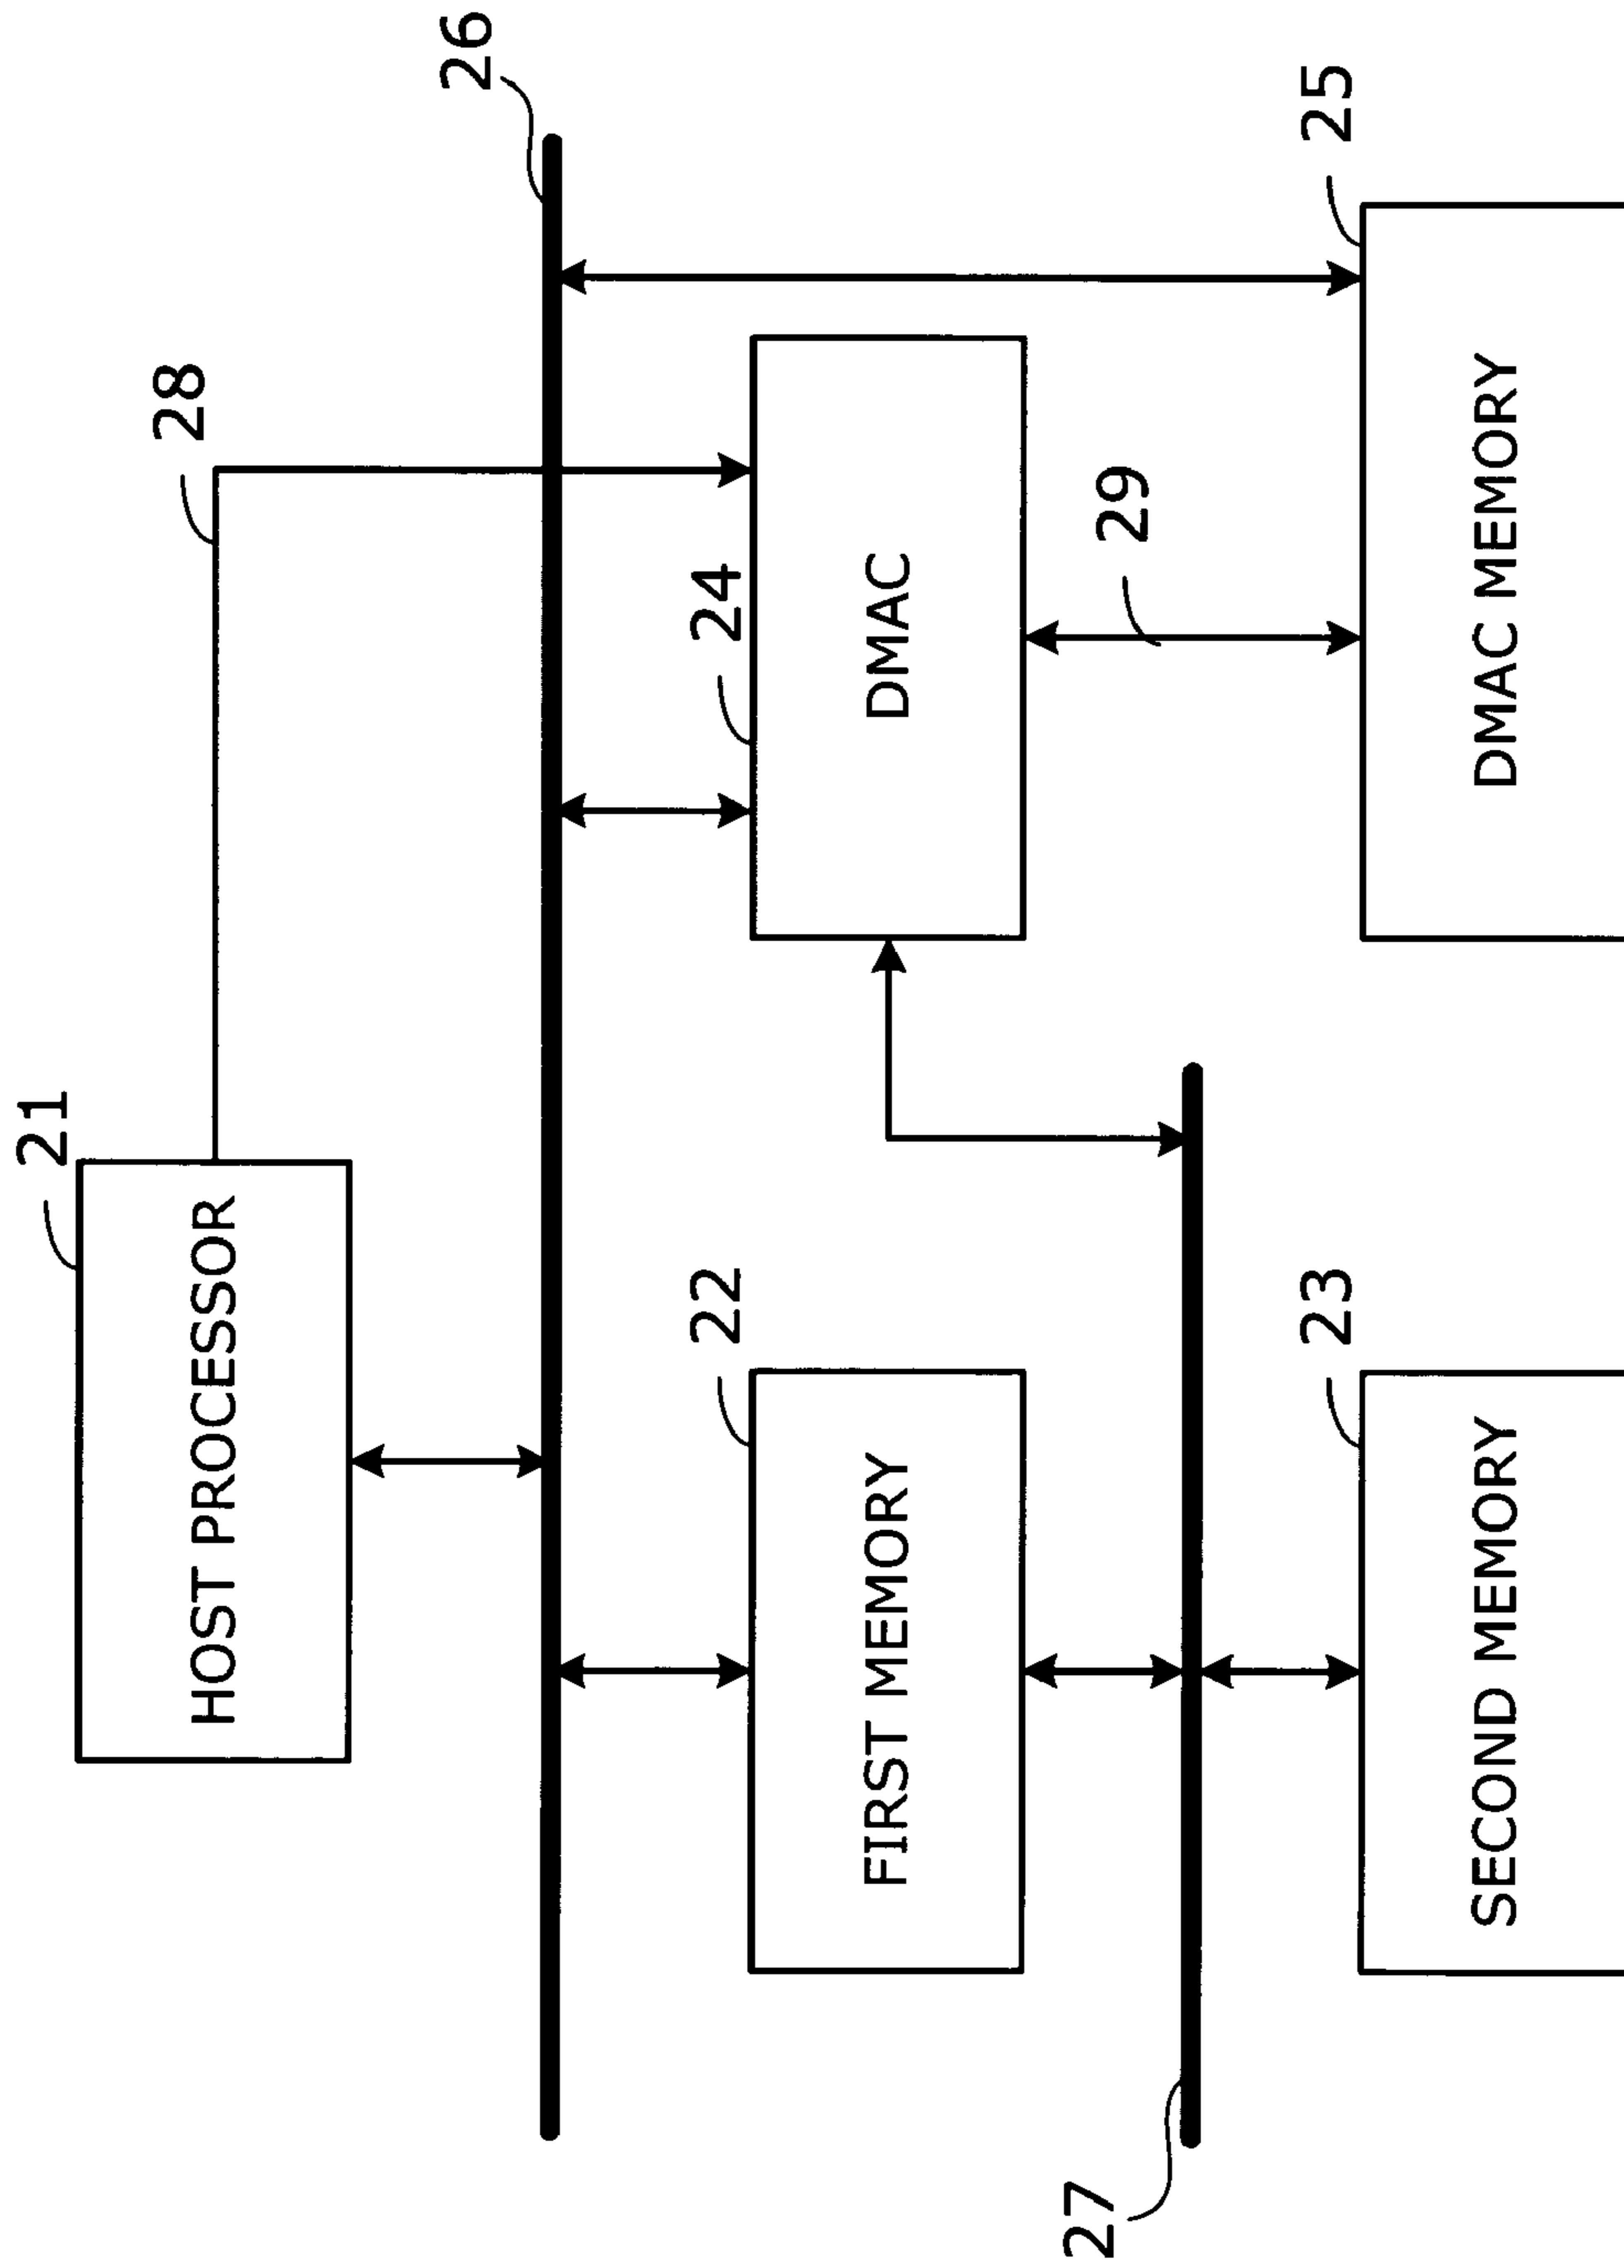 21
HOST PROCESSOR
28
26
22
FIRST MEMORY
24
DMAC
29
27
23
SECOND MEMORY
25
DMAC MEMORY